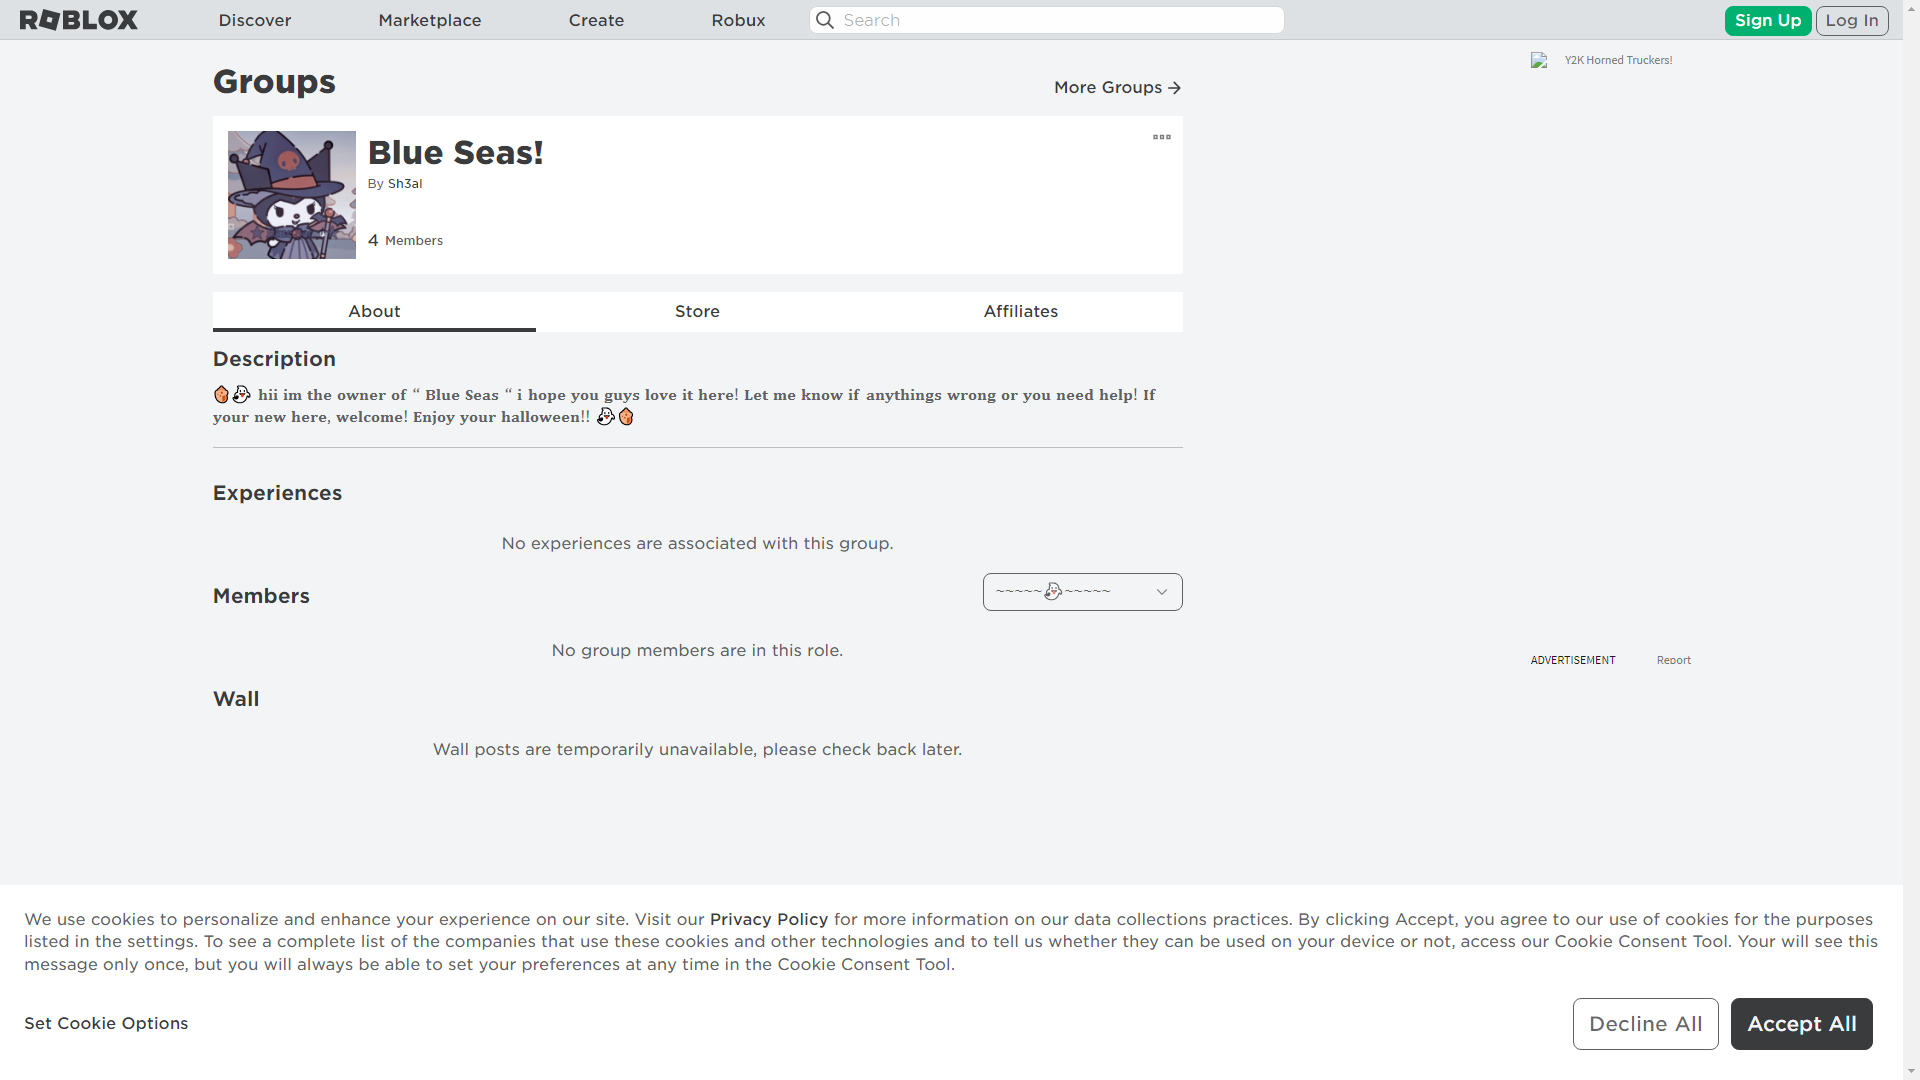 ROBLOX Discover Marketplace Create Robux Search Sign Up Log In
Y2K Horned Truckers!
Groups
More Groups
Blue Seas!
By Sh3al
4 Members
About Store Affiliates
Description
hii im the owner of “ Blue Seas “ i hope you guys love it here! Let me know if anythings wrong or you need help! If
your new here, welcome! Enjoy your halloween!!
Experiences
No experiences are associated with this group.
Members
~~~~~👻~~~~~
No group members are in this role.
ADVERTISEMENT Report
Wall
Wall posts are temporarily unavailable, please check back later.
We use cookies to personalize and enhance your experience on our site. Visit our Privacy Policy for more information on our data collections practices. By clicking Accept, you agree to our use of cookies for the purposes
listed in the settings. To see a complete list of the companies that use these cookies and other technologies and to tell us whether they can be used on your device or not, access our Cookie Consent Tool. Your will see this
message only once, but you will always be able to set your preferences at any time in the Cookie Consent Tool.
Set Cookie Options
Decline All
Accept All